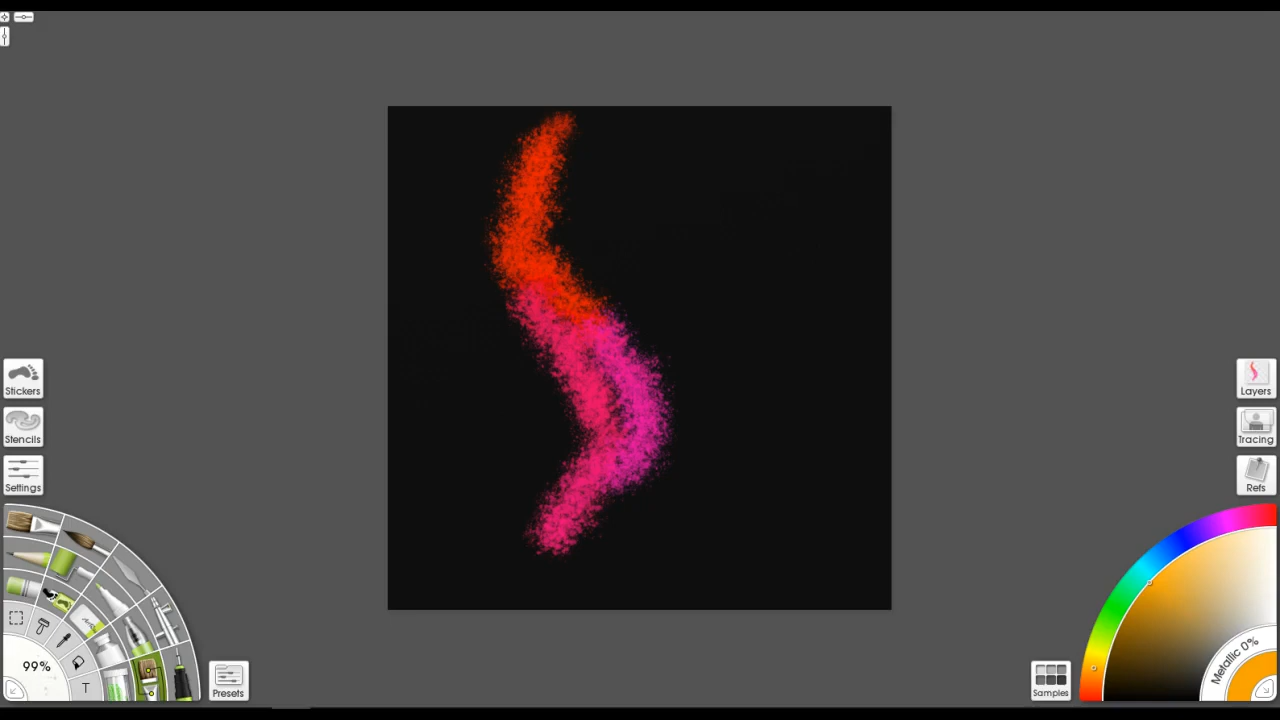 Stickers
Stencils
Settings
99%
T
Presets
Layers
Tracing
Refs
Metallic 0%
Samples